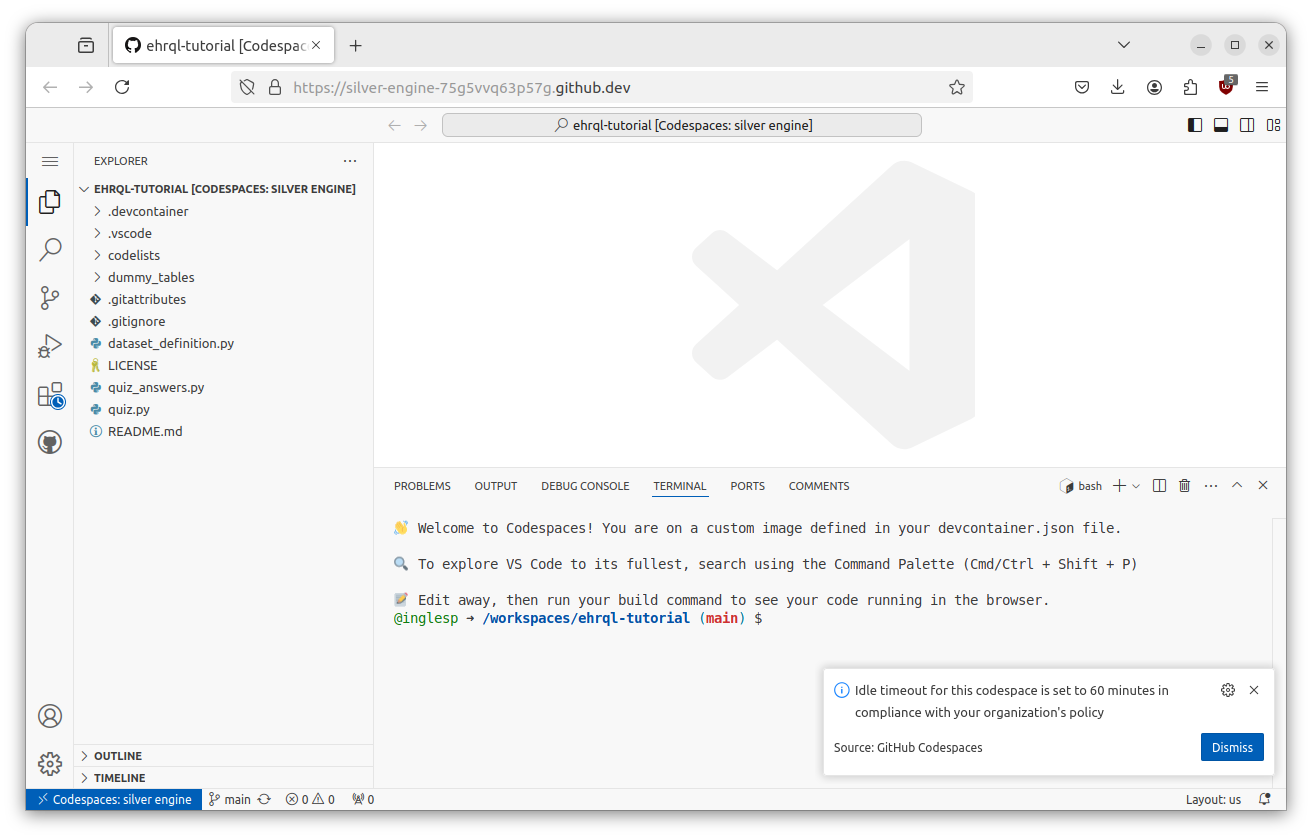 ehrql-tutorial [Codespac
https://silver-engine-75g5vvq63p57g.github.dev
5
ehrql-tutorial [Codespaces: silver engine]
EXPLORER
EHRQL-TUTORIAL [CODESPACES: SILVER ENGINE]
.devcontainer
.vscode
codelists
dummy_tables
.gitattributes
.gitignore
dataset_definition.py
LICENSE
quiz_answers.py
quiz.py
README.md
OUTLINE
TIMELINE
PROBLEMS OUTPUT DEBUG CONSOLE TERMINAL PORTS COMMENTS
bash
👋 Welcome to Codespaces! You are on a custom image defined in your devcontainer.json file.
🔍 To explore VS Code to its fullest, search using the Command Palette (Cmd/Ctrl + Shift + P)
📝 Edit away, then run your build command to see your code running in the browser.
@inglesp ➜ /workspaces/ehrql-tutorial (main) $
Idle timeout for this codespace is set to 60 minutes in
compliance with your organization's policy
Source: GitHub Codespaces
Dismiss
Codespaces: silver engine main 0 0 0 Layout: us